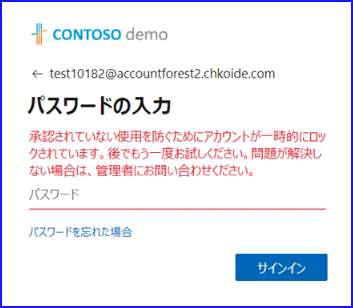 CONTOSO demo
← test10182@accountforest2.chkoide.com
パスワードの入力
承認されていない使用を防ぐためにアカウントが一時的にロッ
クされています。後でもう一度お試しください。問題が解決し
ない場合は、管理者にお問い合わせください。
パスワード
パスワードを忘れた場合
サインイン